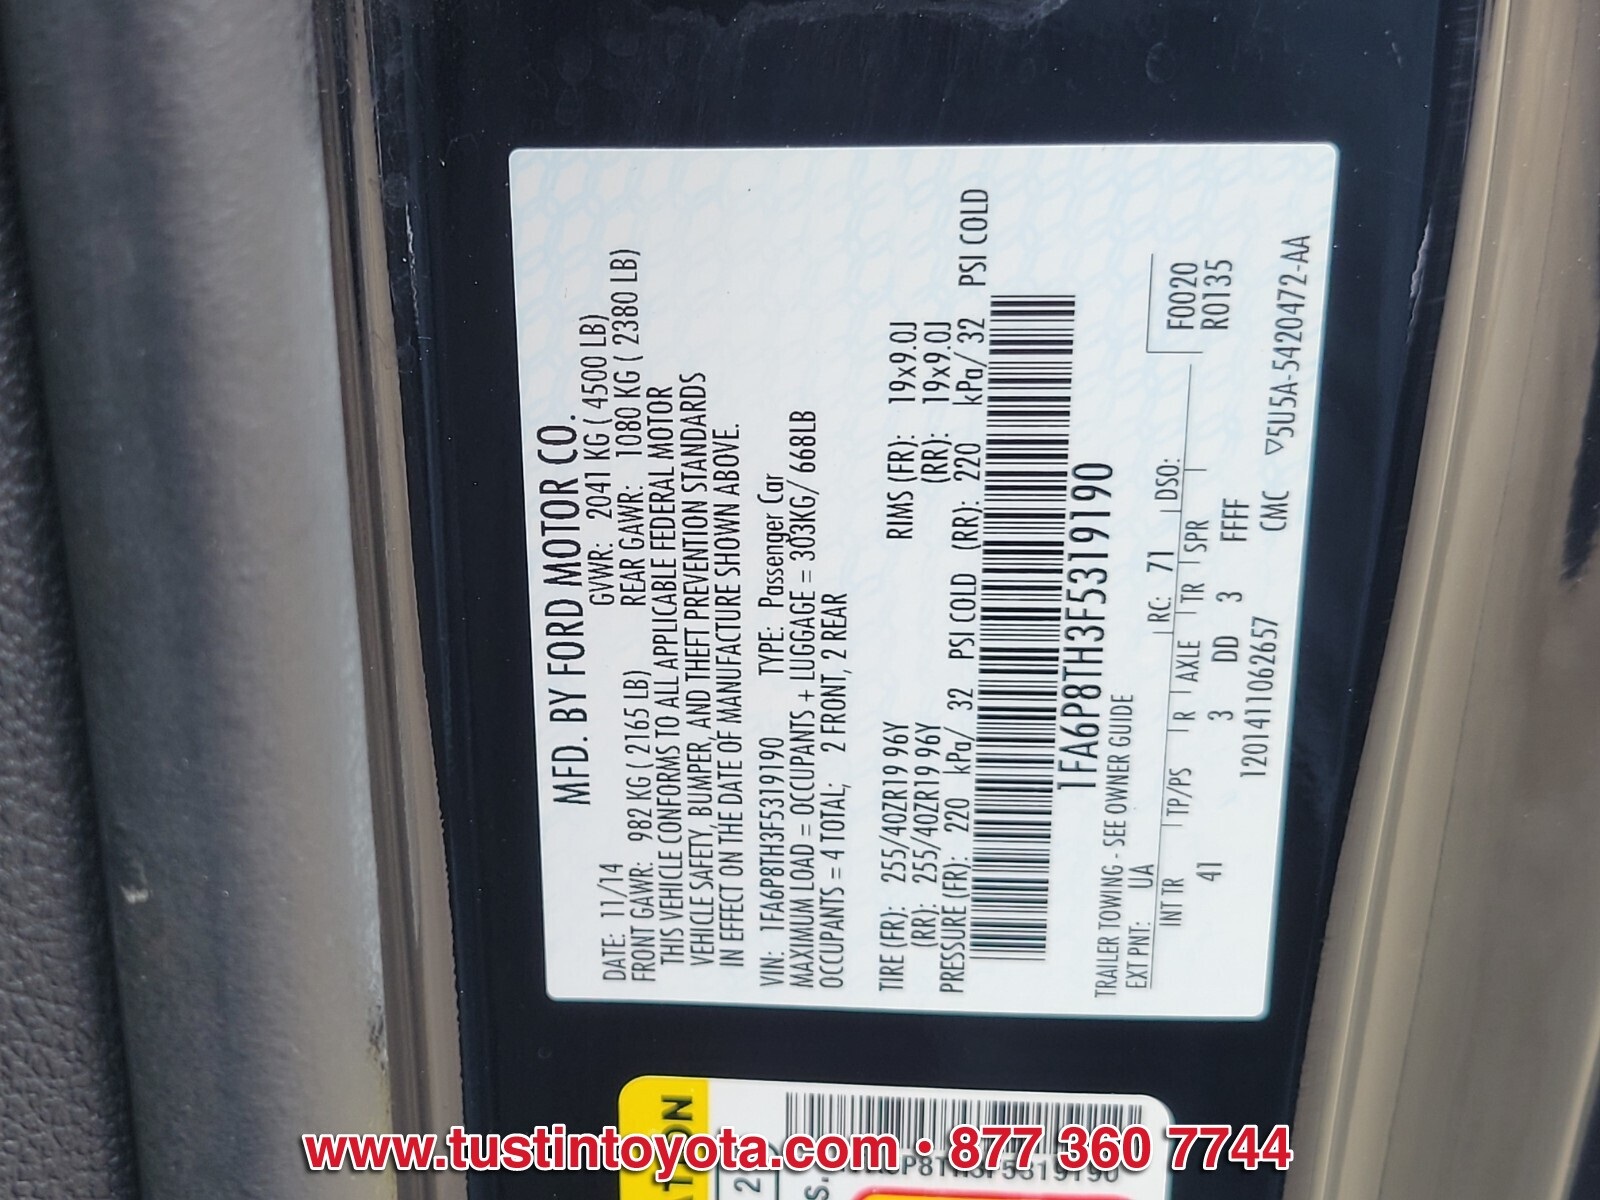 MFD. BY FORD MOTOR CO.
DATE: 11/14 GVWR: 2041 KG ( 4500 LB)
FRONT GAWR: 982 KG ( 2165 LB) REAR GAWR: 1080 KG ( 2380 LB)
THIS VEHICLE CONFORMS TO ALL APPLICABLE FEDERAL MOTOR
VEHICLE SAFETY, BUMPER, AND THEFT PREVENTION STANDARDS
IN EFFECT ON THE DATE OF MANUFACTURE SHOWN ABOVE.
VIN: 1FA6P8TH3F5319190 TYPE: Passenger Car
MAXIMUM LOAD = OCCUPANTS + LUGGAGE = 303KG/ 668LB
OCCUPANTS = 4 TOTAL; 2 FRONT, 2 REAR
TIRE (FR): 255/40ZR19 96Y RIMS (FR): 19x9.0J
(RR): 255/40ZR19 96Y (RR): 19x9.0J
PRESSURE (FR): 220 kPa/ 32 PSI COLD (RR): 220 kPa/ 32 PSI COLD
1FA6P8TH3F5319190
TRAILER TOWING - SEE OWNER GUIDE
EXT PNT: UA RC: 71 DSO:
F0020
R0135
INT TR TP/PS R AXLE TR SPR
41 3 DD 3 FFFF
1201411062657 CMC ▽5U5A-5420472-AA
www.tustintoyota.com • 877 360 7744